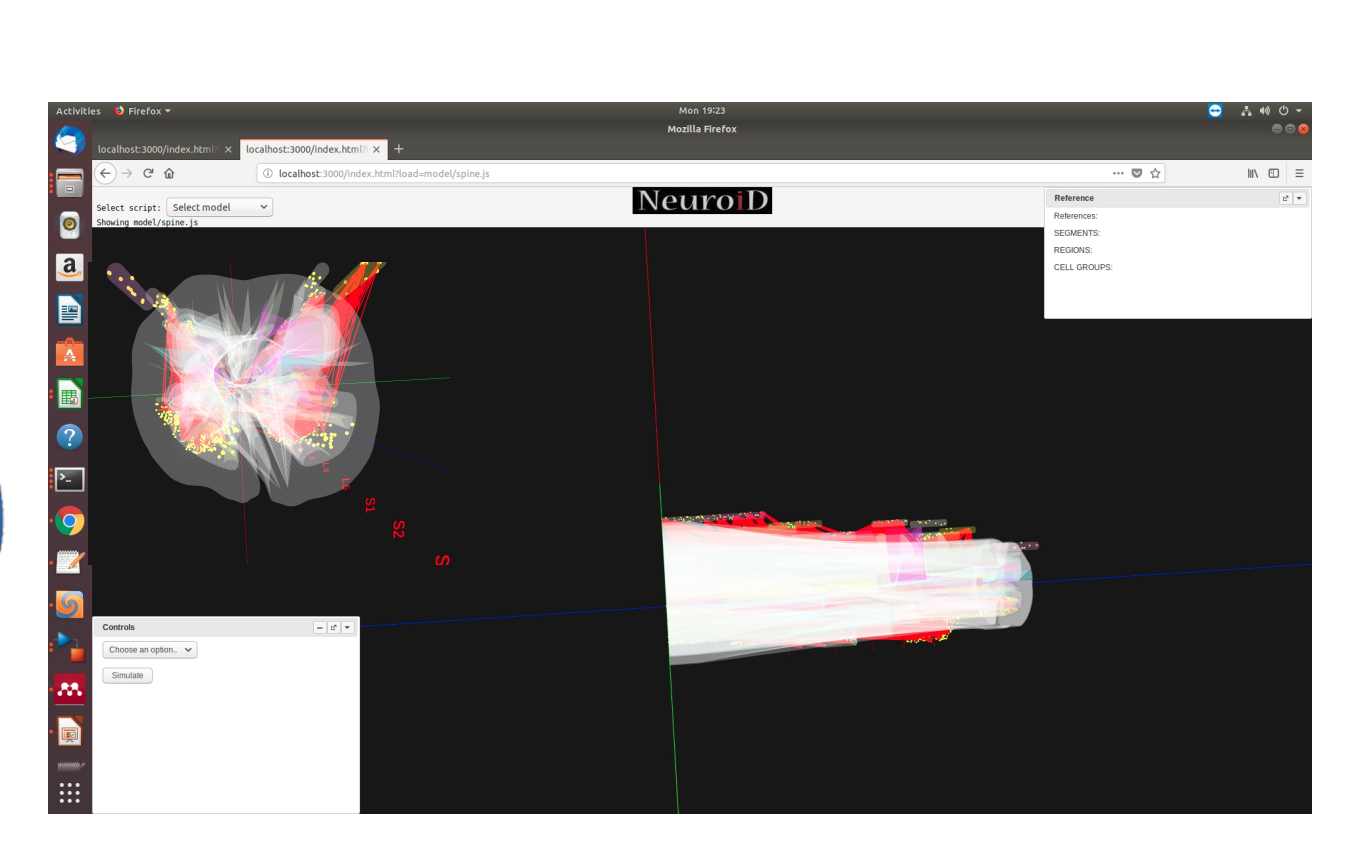 Activities Firefox Mon 19:23
Mozilla Firefox
localhost:3000/index.html? × localhost:3000/index.html? × +
localhost:3000/index.html?load=model/spine.js
Select script: Select model
Showing model/spine.js
NeuroiD
Reference
References:
SEGMENTS:
REGIONS:
CELL GROUPS:
L4
S1
S2
S
Controls
Choose an option..
Simulate